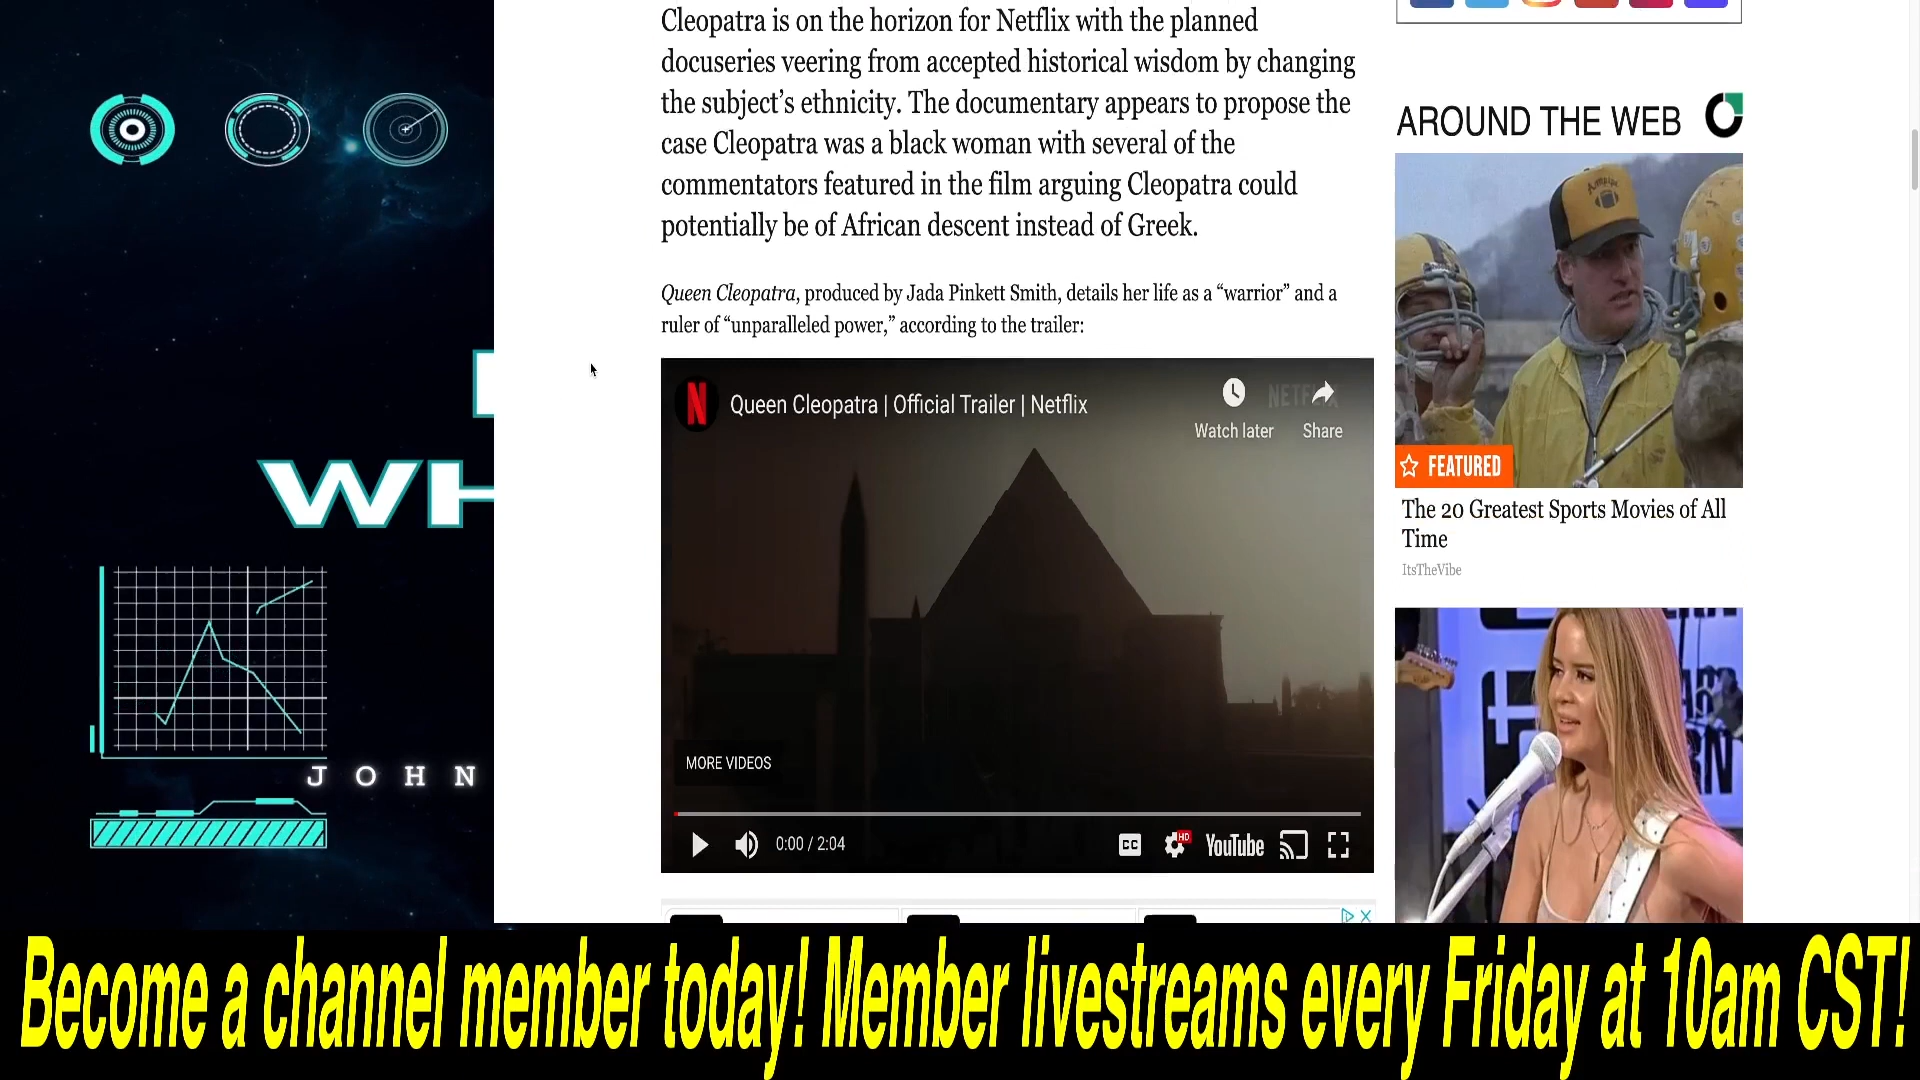 Cleopatra is on the horizon for Netflix with the planned
docuseries veering from accepted historical wisdom by changing
the subject’s ethnicity. The documentary appears to propose the
case Cleopatra was a black woman with several of the
commentators featured in the film arguing Cleopatra could
potentially be of African descent instead of Greek.
Queen Cleopatra, produced by Jada Pinkett Smith, details her life as a “warrior” and a
ruler of “unparalleled power,” according to the trailer:
N Queen Cleopatra | Official Trailer | Netflix
NETFLIX
Watch later Share
MORE VIDEOS
0:00 / 2:04
CC HD YouTube
AROUND THE WEB
FEATURED
The 20 Greatest Sports Movies of All
Time
ItsTheVibe
WH
JOHN
Become a channel member today! Member livestreams every Friday at 10am CST!